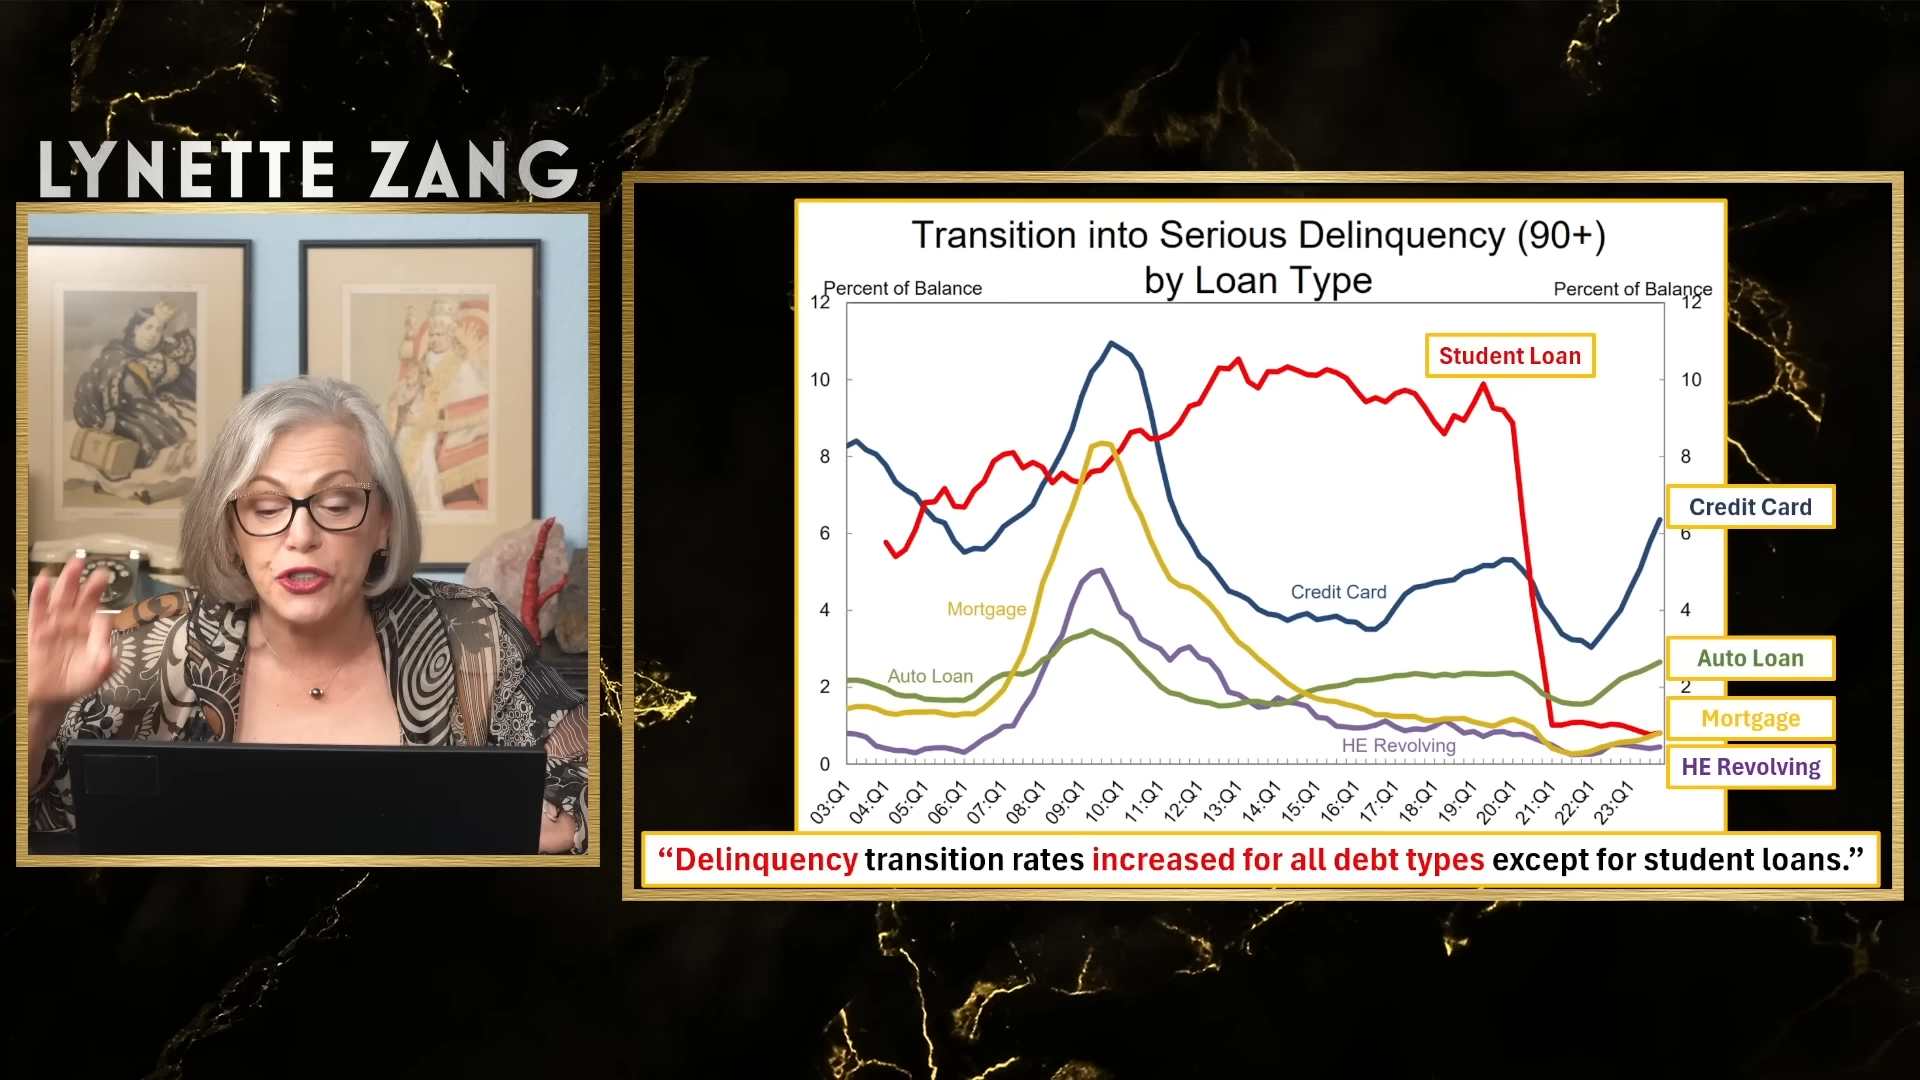 LYNETTE ZANG
Transition into Serious Delinquency (90+)
by Loan Type
Percent of Balance
Percent of Balance
12
12
10
10
8
8
6
6
4
4
2
2
0
Student Loan
Credit Card
Credit Card
Mortgage
Auto Loan
Auto Loan
Mortgage
HE Revolving
HE Revolving
03:Q1
04:Q1
05:Q1
06:Q1
07:Q1
08:Q1
09:Q1
10:Q1
11:Q1
12:Q1
13:Q1
14:Q1
15:Q1
16:Q1
17:Q1
18:Q1
19:Q1
20:Q1
21:Q1
22:Q1
23:Q1
“Delinquency transition rates increased for all debt types except for student loans.”